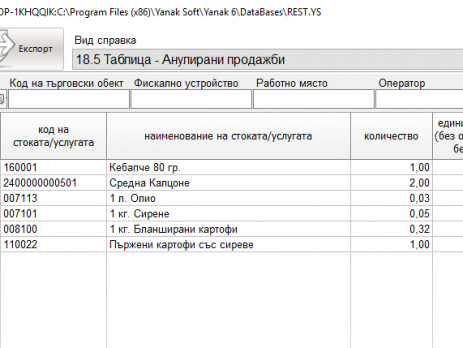 OP-1KHQQIK:C:\Program Files (x86)\Yanak Soft\Yanak 6\DataBases\REST.YS
Експорт
Вид справка
18.5 Таблица - Анулирани продажби
Код на търговски обект Фискално устройство Работно място Оператор
код на стоката/услугата наименование на стоката/услугата количество един (без о бе
160001 Кебапче 80 гр. 1,00
2400000000501 Средна Калцоне 2,00
007113 1 л. Олио 0,03
007101 1 кг. Сирене 0,05
008100 1 кг. Бланширани картофи 0,32
110022 Пържени картофи със сиреве 1,00